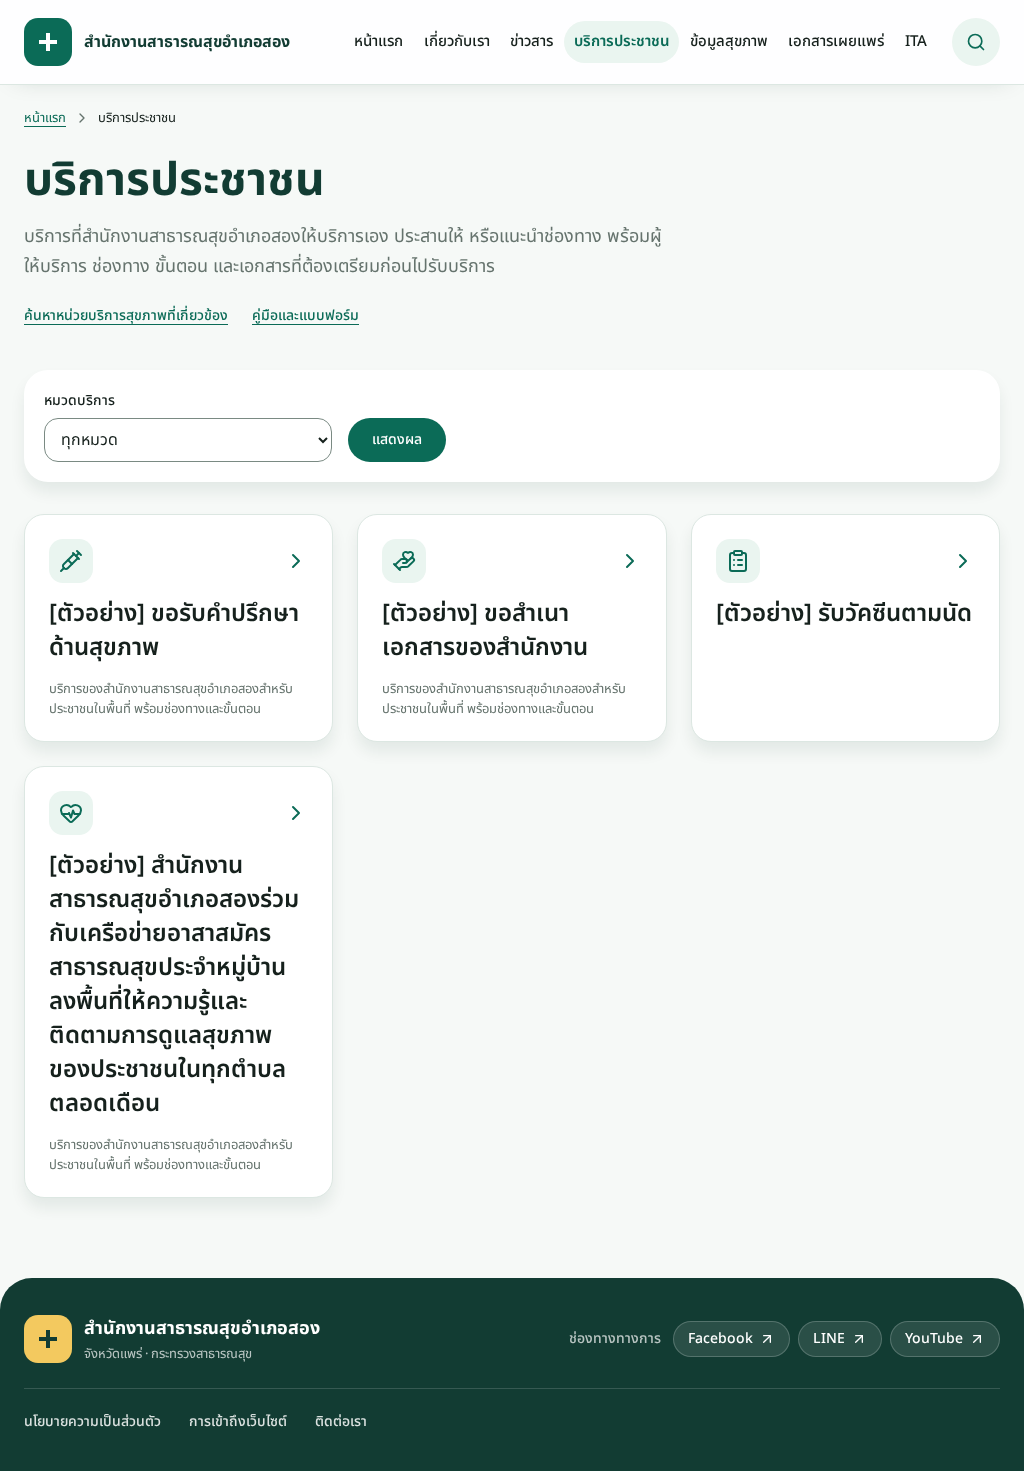 สำนักงานสาธารณสุขอำเภอสอง
หน้าแรก
เกี่ยวกับเรา
ข่าวสาร
บริการประชาชน
ข้อมูลสุขภาพ
เอกสารเผยแพร่
ITA
หน้าแรก
บริการประชาชน
บริการประชาชน
บริการที่สำนักงานสาธารณสุขอำเภอสองให้บริการเอง ประสานให้ หรือแนะนำช่องทาง พร้อมผู้
ให้บริการ ช่องทาง ขั้นตอน และเอกสารที่ต้องเตรียมก่อนไปรับบริการ
ค้นหาหน่วยบริการสุขภาพที่เกี่ยวข้อง
คู่มือและแบบฟอร์ม
หมวดบริการ
ทุกหมวด
แสดงผล
[ตัวอย่าง] ขอรับคำปรึกษา
ด้านสุขภาพ
บริการของสำนักงานสาธารณสุขอำเภอสองสำหรับ
ประชาชนในพื้นที่ พร้อมช่องทางและขั้นตอน
[ตัวอย่าง] ขอสำเนา
เอกสารของสำนักงาน
บริการของสำนักงานสาธารณสุขอำเภอสองสำหรับ
ประชาชนในพื้นที่ พร้อมช่องทางและขั้นตอน
[ตัวอย่าง] รับวัคซีนตามนัด
[ตัวอย่าง] สำนักงาน
สาธารณสุขอำเภอสองร่วม
กับเครือข่ายอาสาสมัคร
สาธารณสุขประจำหมู่บ้าน
ลงพื้นที่ให้ความรู้และ
ติดตามการดูแลสุขภาพ
ของประชาชนในทุกตำบล
ตลอดเดือน
บริการของสำนักงานสาธารณสุขอำเภอสองสำหรับ
ประชาชนในพื้นที่ พร้อมช่องทางและขั้นตอน
สำนักงานสาธารณสุขอำเภอสอง
จังหวัดแพร่ · กระทรวงสาธารณสุข
ช่องทางทางการ
Facebook
LINE
YouTube
นโยบายความเป็นส่วนตัว
การเข้าถึงเว็บไซต์
ติดต่อเรา